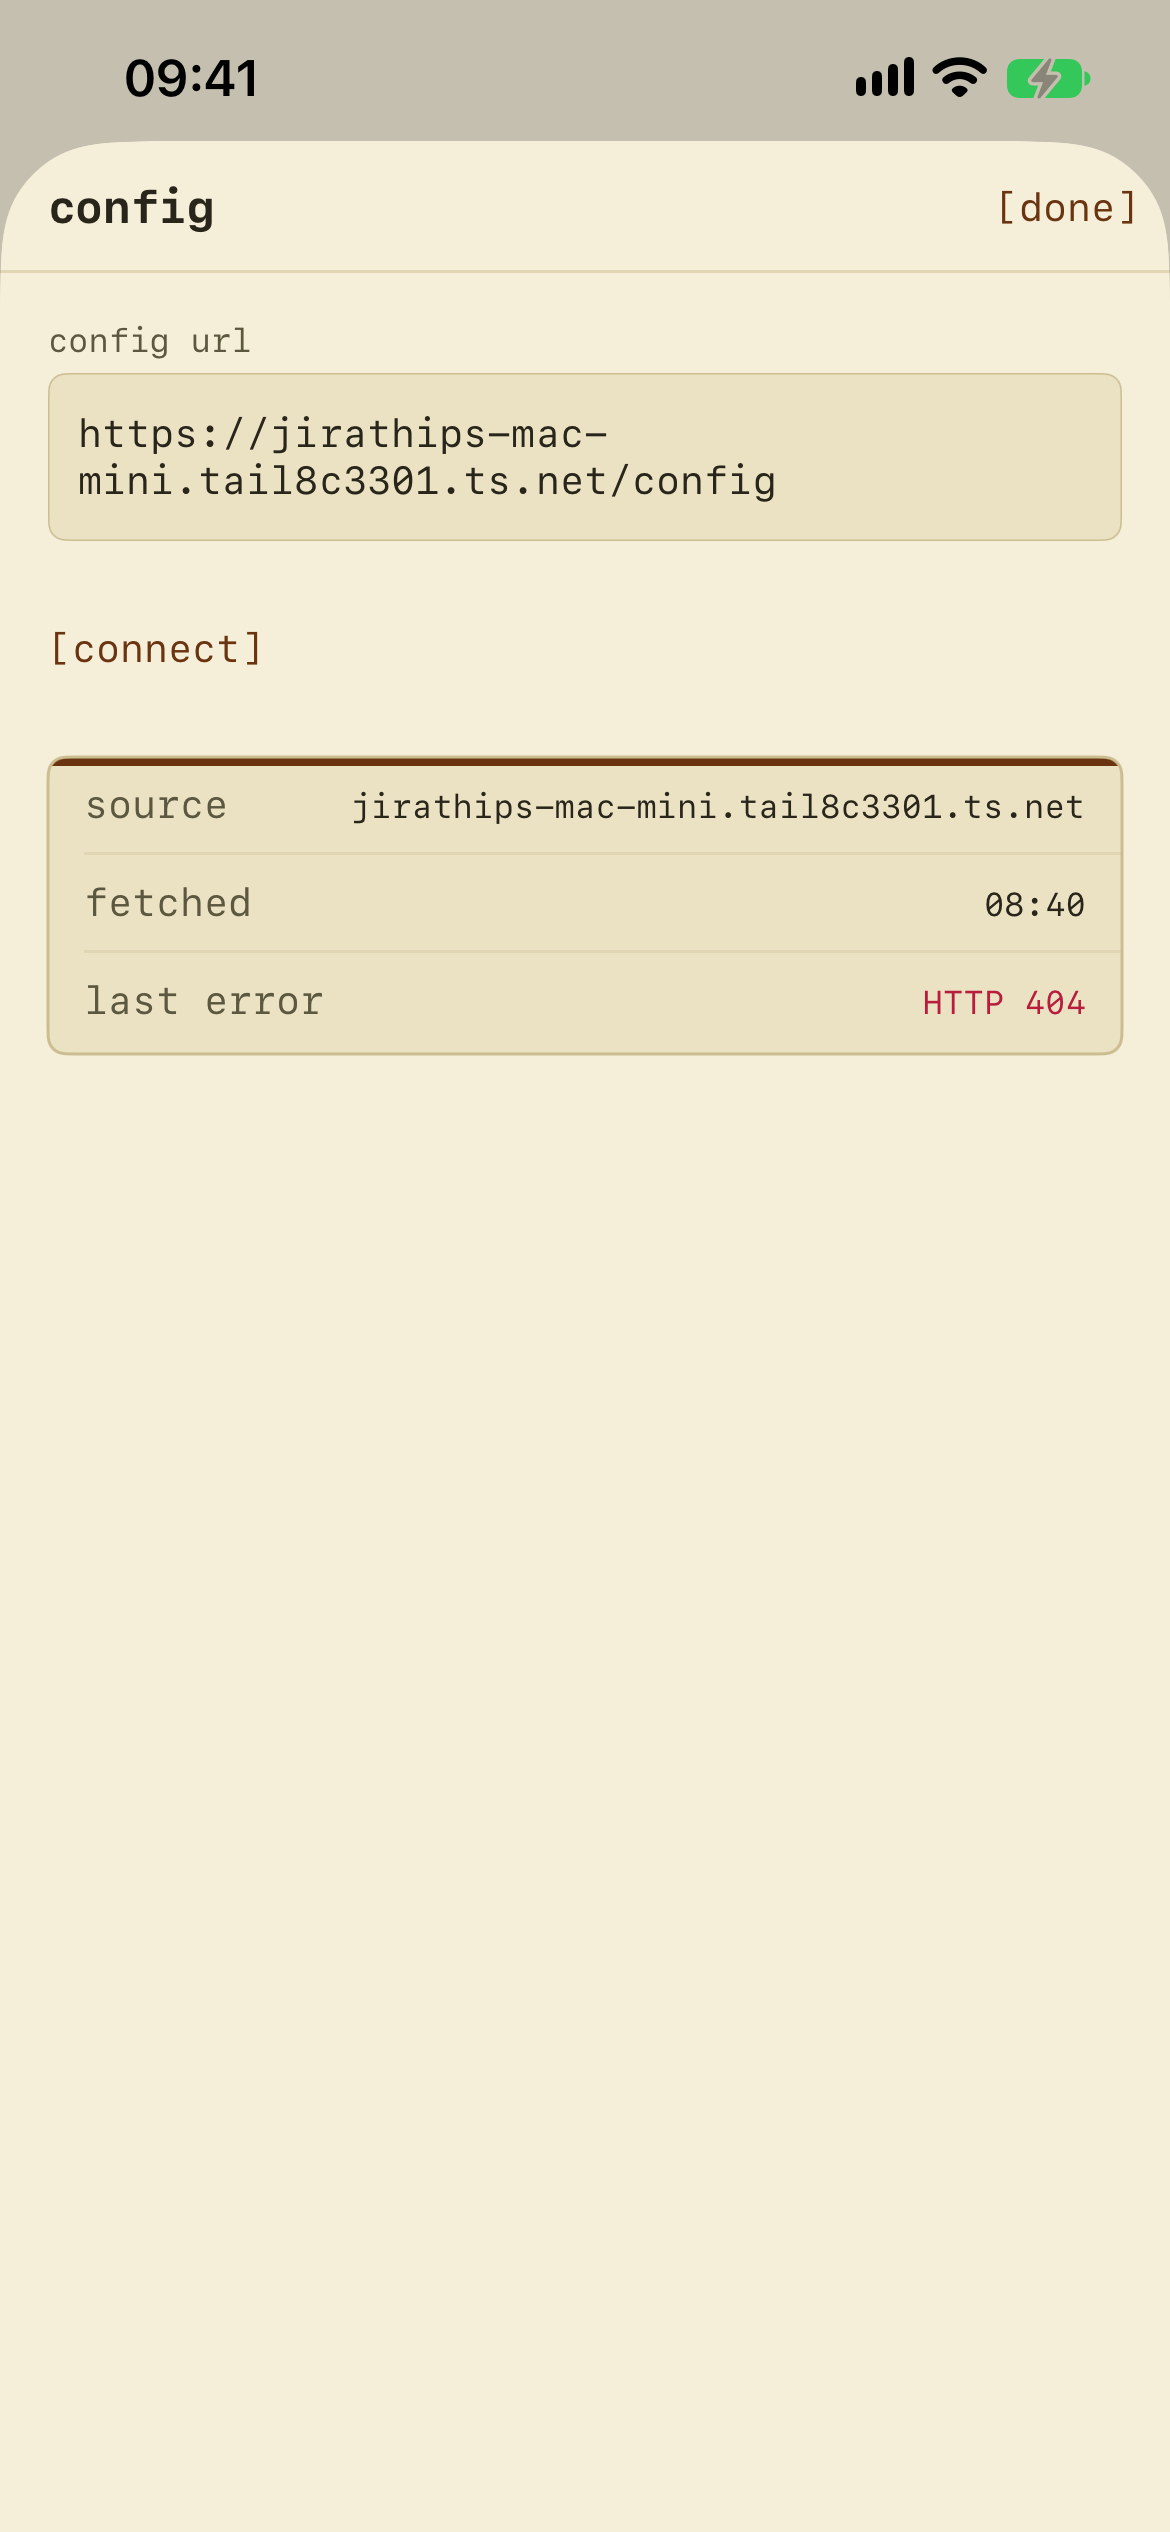 09:41
config [done]
config url
https://jirathips-mac-
mini.tail8c3301.ts.net/config
[connect]
source jirathips-mac-mini.tail8c3301.ts.net
fetched 08:40
last error HTTP 404